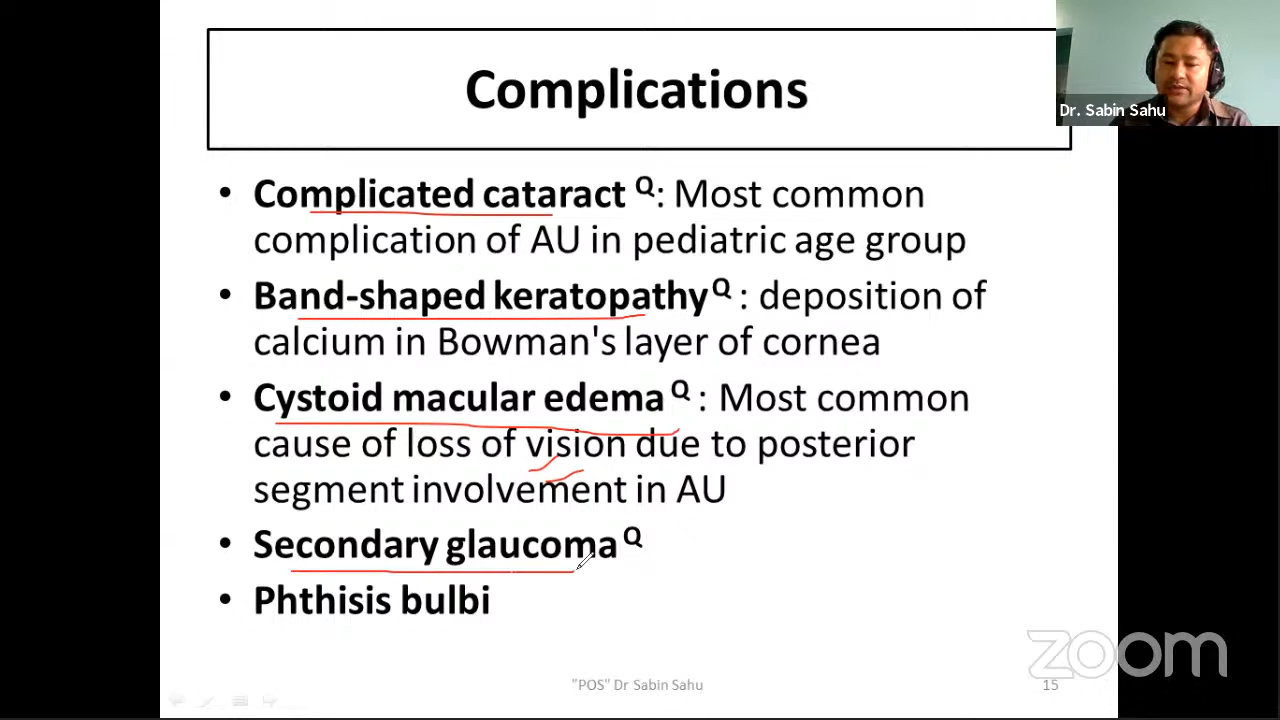 Complications
Dr. Sabin Sahu
• Complicated cataract Q: Most common
complication of AU in pediatric age group
• Band-shaped keratopathy Q : deposition of
calcium in Bowman's layer of cornea
• Cystoid macular edema Q : Most common
cause of loss of vision due to posterior
segment involvement in AU
• Secondary glaucoma Q
• Phthisis bulbi
zoom
"POS" Dr Sabin Sahu
15